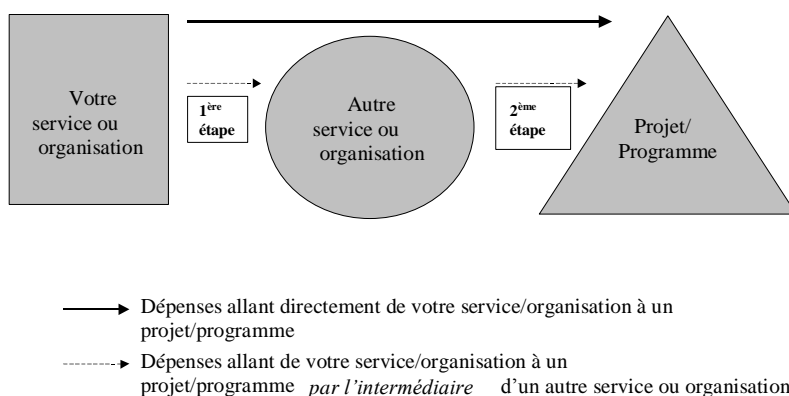 Votre
service ou
organisation
1ère
étape
Autre
service ou
organisation
2ème
étape
Projet/
Programme
Dépenses allant directement de votre service/organisation à un
projet/programme
Dépenses allant de votre service/organisation à un
projet/programme par l'intermédiaire d'un autre service ou organisation